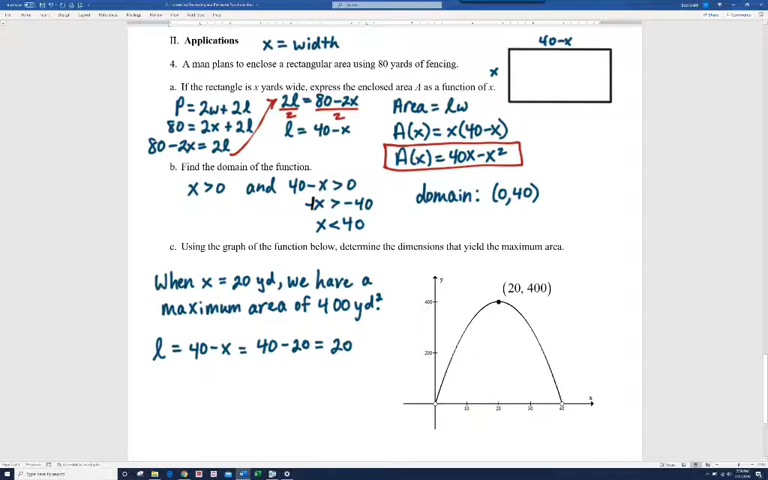 II. Applications
x = width
4. A man plans to enclose a rectangular area using 80 yards of fencing.
a. If the rectangle is x yards wide, express the enclosed area A as a function of x.
40-x
x
P = 2w + 2l
80 = 2x + 2l
80 - 2x = 2l
2l = 80 - 2x
2 2
l = 40 - x
Area = lw
A(x) = x(40-x)
A(x) = 40x - x²
b. Find the domain of the function.
x > 0 and 40 - x > 0
-x > -40
x < 40
domain: (0,40)
c. Using the graph of the function below, determine the dimensions that yield the maximum area.
When x = 20 yd, we have a
maximum area of 400 yd².
l = 40 - x = 40 - 20 = 20
y
(20, 400)
400
200
10 20 30 40
x
Type here to search